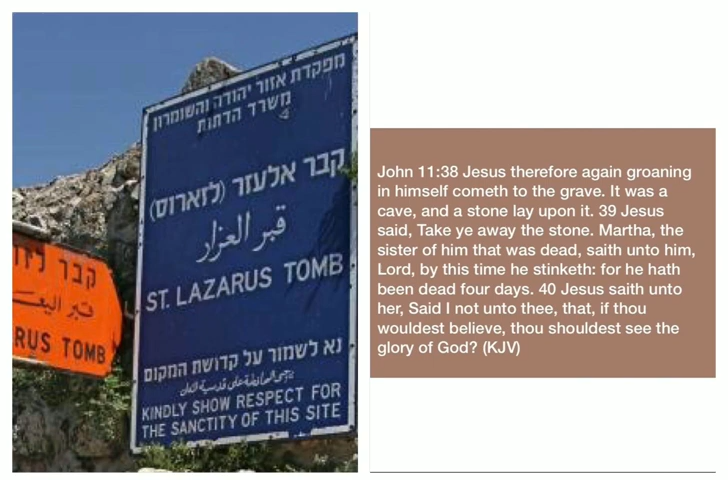 מפקדת אזור יהודה והשומרון
משרד הדתות
קבר אלעזר (לזארוס)
قبر العزار
ST. LAZARUS TOMB
נא לשמור על קדושת המקום
KINDLY SHOW RESPECT FOR
THE SANCTITY OF THIS SITE
קבר לזר
قبر
RUS TOMB
John 11:38 Jesus therefore again groaning
in himself cometh to the grave. It was a
cave, and a stone lay upon it. 39 Jesus
said, Take ye away the stone. Martha, the
sister of him that was dead, saith unto him,
Lord, by this time he stinketh: for he hath
been dead four days. 40 Jesus saith unto
her, Said I not unto thee, that, if thou
wouldest believe, thou shouldest see the
glory of God? (KJV)